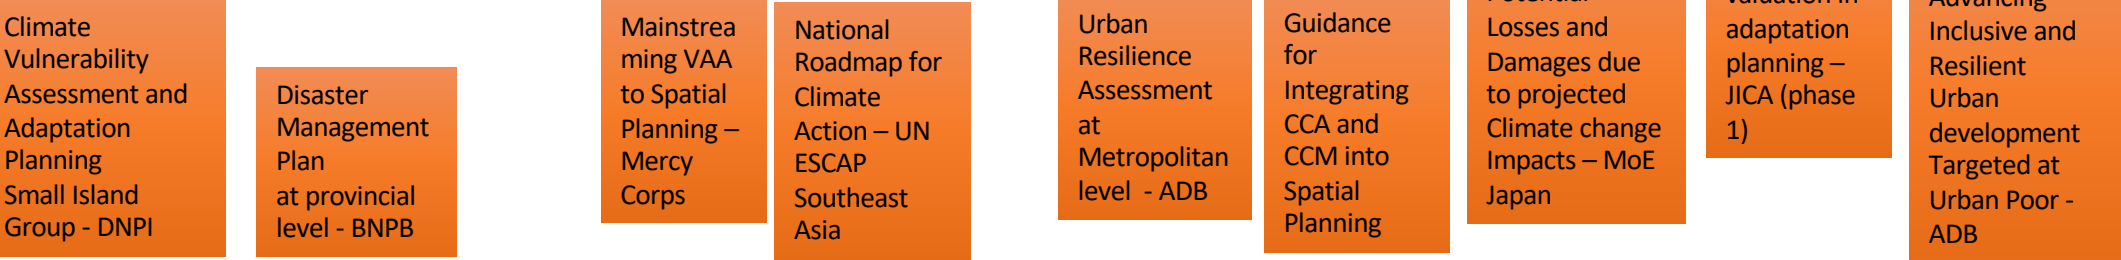 Climate
Vulnerability
Assessment and
Adaptation
Planning
Small Island
Group - DNPI
Disaster
Management
Plan
at provincial
level - BNPB
Mainstrea
ming VAA
to Spatial
Planning –
Mercy
Corps
National
Roadmap for
Climate
Action – UN
ESCAP
Southeast
Asia
Urban
Resilience
Assessment
at
Metropolitan
level - ADB
Guidance
for
Integrating
CCA and
CCM into
Spatial
Planning
Potential
Losses and
Damages due
to projected
Climate change
Impacts – MoE
Japan
valuation in
adaptation
planning –
JICA (phase
1)
Advancing
Inclusive and
Resilient
Urban
development
Targeted at
Urban Poor -
ADB